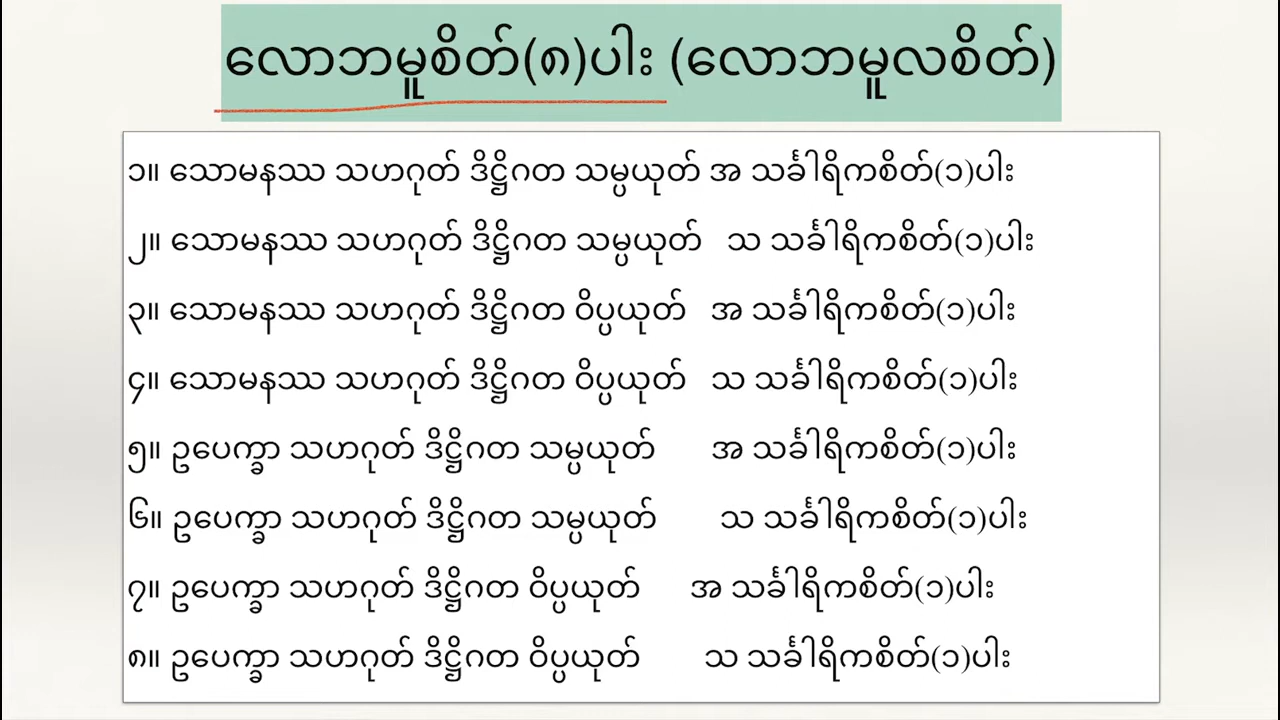 လောဘမူစိတ်(၈)ပါး (လောဘမူလစိတ်)
၁။ သောမနဿ သဟဂုတ် ဒိဋ္ဌိဂတ သမ္ပယုတ် အ သင်္ခါရိကစိတ်(၁)ပါး
၂။ သောမနဿ သဟဂုတ် ဒိဋ္ဌိဂတ သမ္ပယုတ် သ သင်္ခါရိကစိတ်(၁)ပါး
၃။ သောမနဿ သဟဂုတ် ဒိဋ္ဌိဂတ ဝိပ္ပယုတ် အ သင်္ခါရိကစိတ်(၁)ပါး
၄။ သောမနဿ သဟဂုတ် ဒိဋ္ဌိဂတ ဝိပ္ပယုတ် သ သင်္ခါရိကစိတ်(၁)ပါး
၅။ ဥပေက္ခာ သဟဂုတ် ဒိဋ္ဌိဂတ သမ္ပယုတ် အ သင်္ခါရိကစိတ်(၁)ပါး
၆။ ဥပေက္ခာ သဟဂုတ် ဒိဋ္ဌိဂတ သမ္ပယုတ် သ သင်္ခါရိကစိတ်(၁)ပါး
၇။ ဥပေက္ခာ သဟဂုတ် ဒိဋ္ဌိဂတ ဝိပ္ပယုတ် အ သင်္ခါရိကစိတ်(၁)ပါး
၈။ ဥပေက္ခာ သဟဂုတ် ဒိဋ္ဌိဂတ ဝိပ္ပယုတ် သ သင်္ခါရိကစိတ်(၁)ပါး